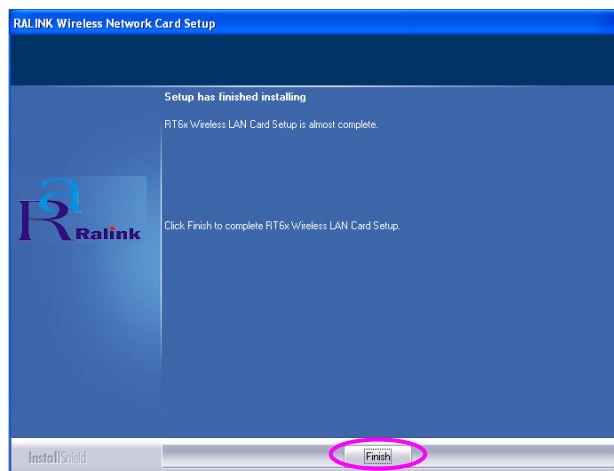 RALINK Wireless Network Card Setup
Setup has finished installing
RT6x Wireless LAN Card Setup is almost complete.
Ralink
Click Finish to complete RT6x Wireless LAN Card Setup.
InstallShield
Finish